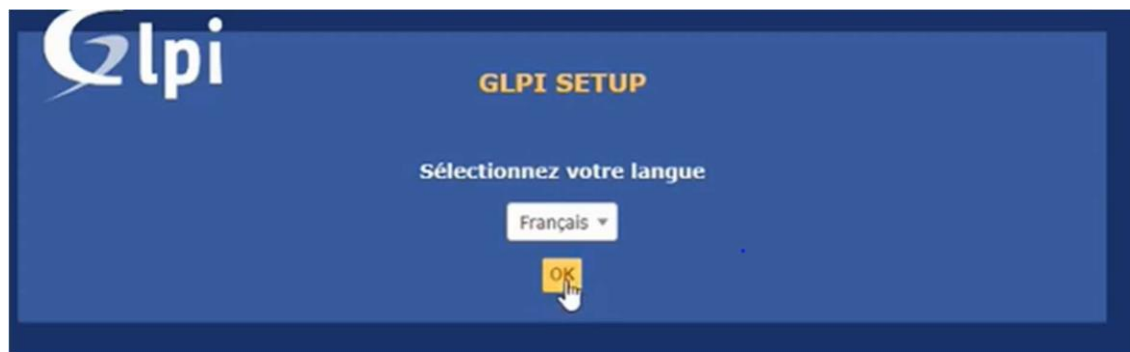 Glpi
GLPI SETUP
Sélectionnez votre langue
Français
OK